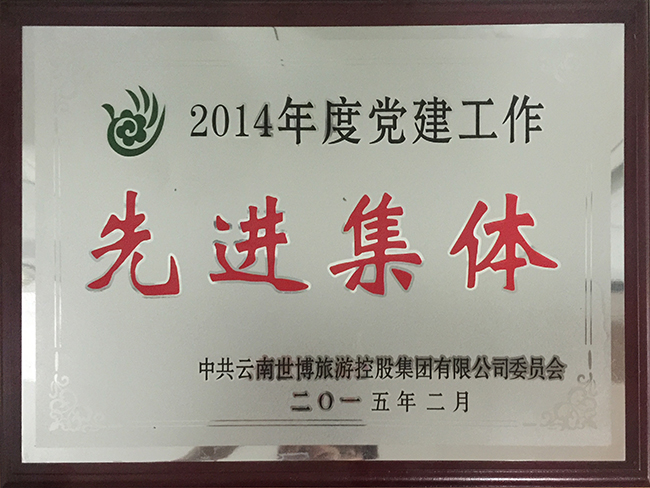 2014年度党建工作
先进集体
中共云南世博旅游控股集团有限公司委员会
二〇一五年二月